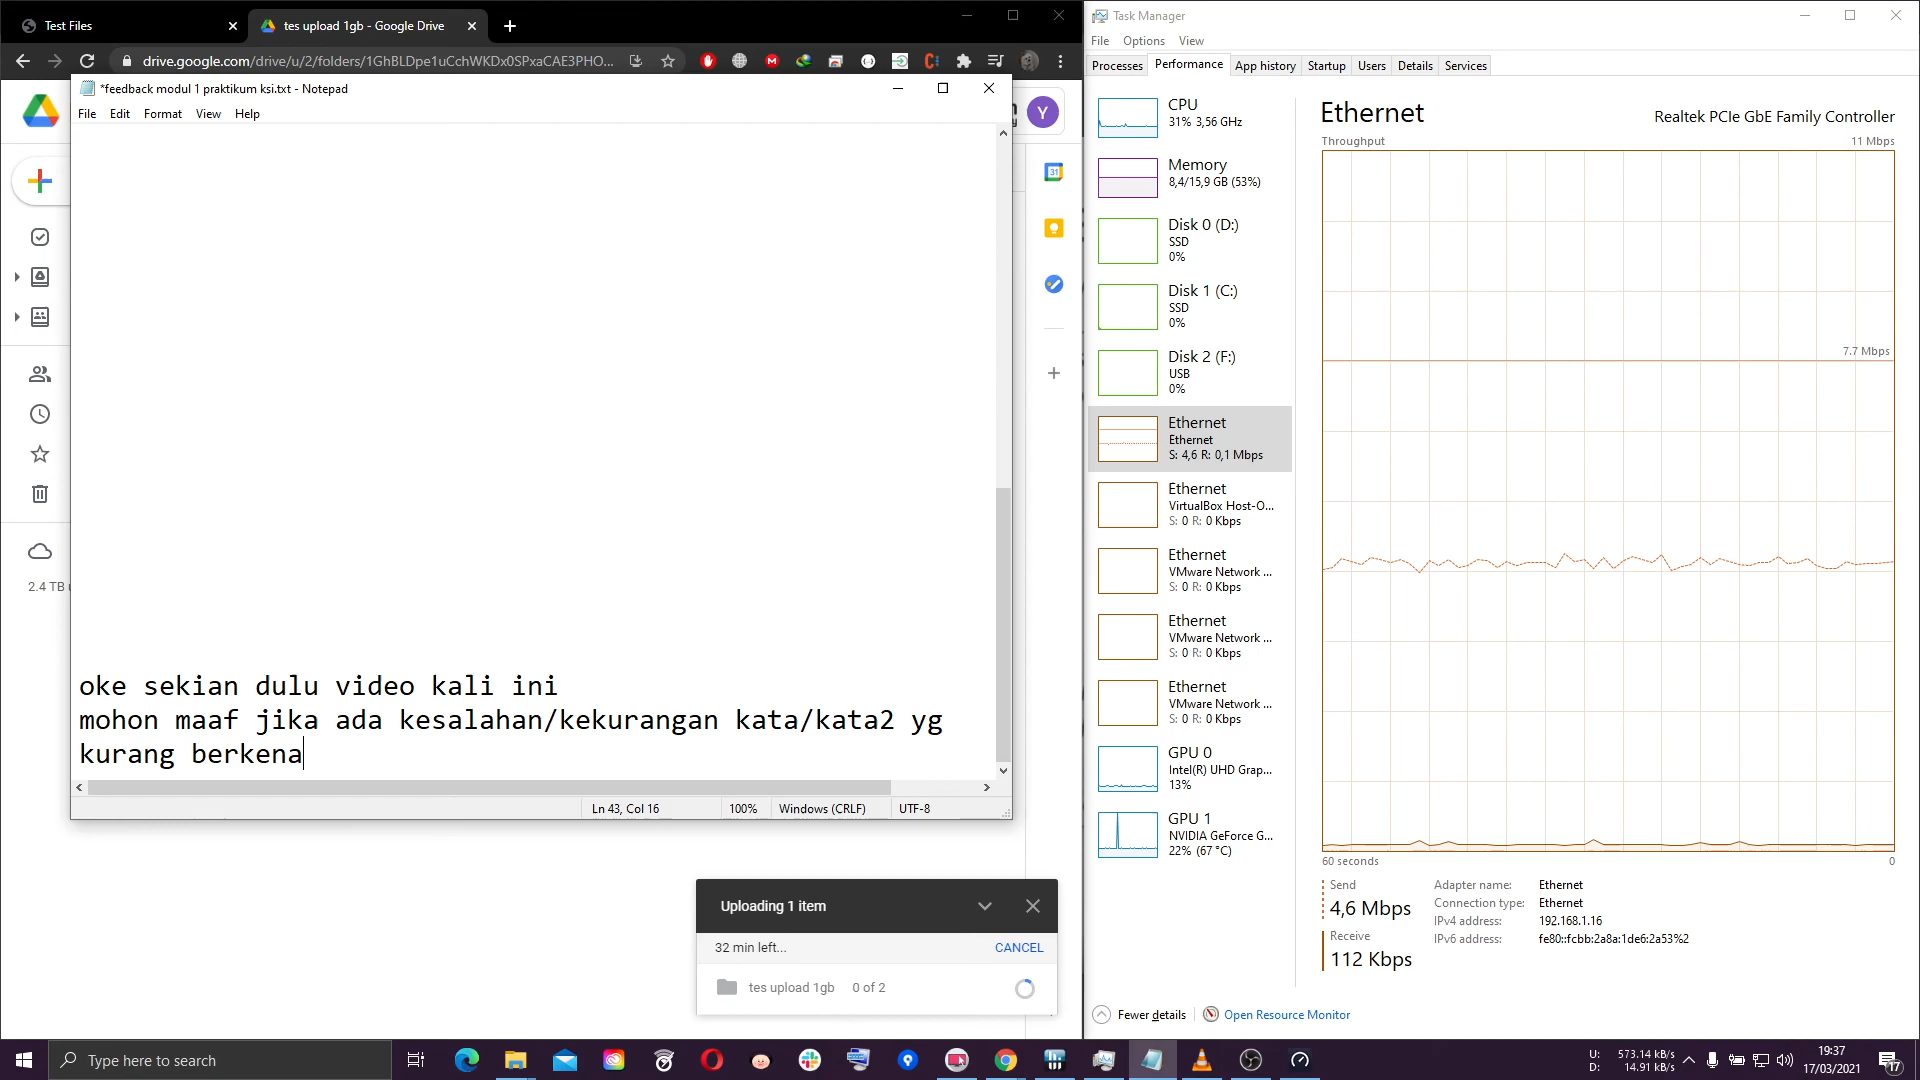 Test Files
tes upload 1gb - Google Drive
drive.google.com/drive/u/2/folders/1GhBLDpe1uCchWKDx0SPxaCAE3PHO...
*feedback modul 1 praktikum ksi.txt - Notepad
File Edit Format View Help
Y
31
2.4 TB
oke sekian dulu video kali ini
mohon maaf jika ada kesalahan/kekurangan kata/kata2 yg
kurang berkena
Ln 43, Col 16 100% Windows (CRLF) UTF-8
Uploading 1 item
32 min left... CANCEL
tes upload 1gb 0 of 2
Task Manager
File Options View
Processes Performance App history Startup Users Details Services
CPU
31% 3,56 GHz
Memory
8,4/15,9 GB (53%)
Disk 0 (D:)
SSD
0%
Disk 1 (C:)
SSD
0%
Disk 2 (F:)
USB
0%
Ethernet
Ethernet
S: 4,6 R: 0,1 Mbps
Ethernet
VirtualBox Host-O...
S: 0 R: 0 Kbps
Ethernet
VMware Network ...
S: 0 R: 0 Kbps
Ethernet
VMware Network ...
S: 0 R: 0 Kbps
Ethernet
VMware Network ...
S: 0 R: 0 Kbps
GPU 0
Intel(R) UHD Grap...
13%
GPU 1
NVIDIA GeForce G...
22% (67 °C)
Ethernet Realtek PCIe GbE Family Controller
Throughput 11 Mbps
7.7 Mbps
60 seconds 0
Send
4,6 Mbps
Receive
112 Kbps
Adapter name: Ethernet
Connection type: Ethernet
IPv4 address: 192.168.1.16
IPv6 address: fe80::fcbb:2a8a:1de6:2a53%2
Fewer details Open Resource Monitor
Type here to search
U: 573.14 kB/s
D: 14.91 kB/s
19:37
17/03/2021
17